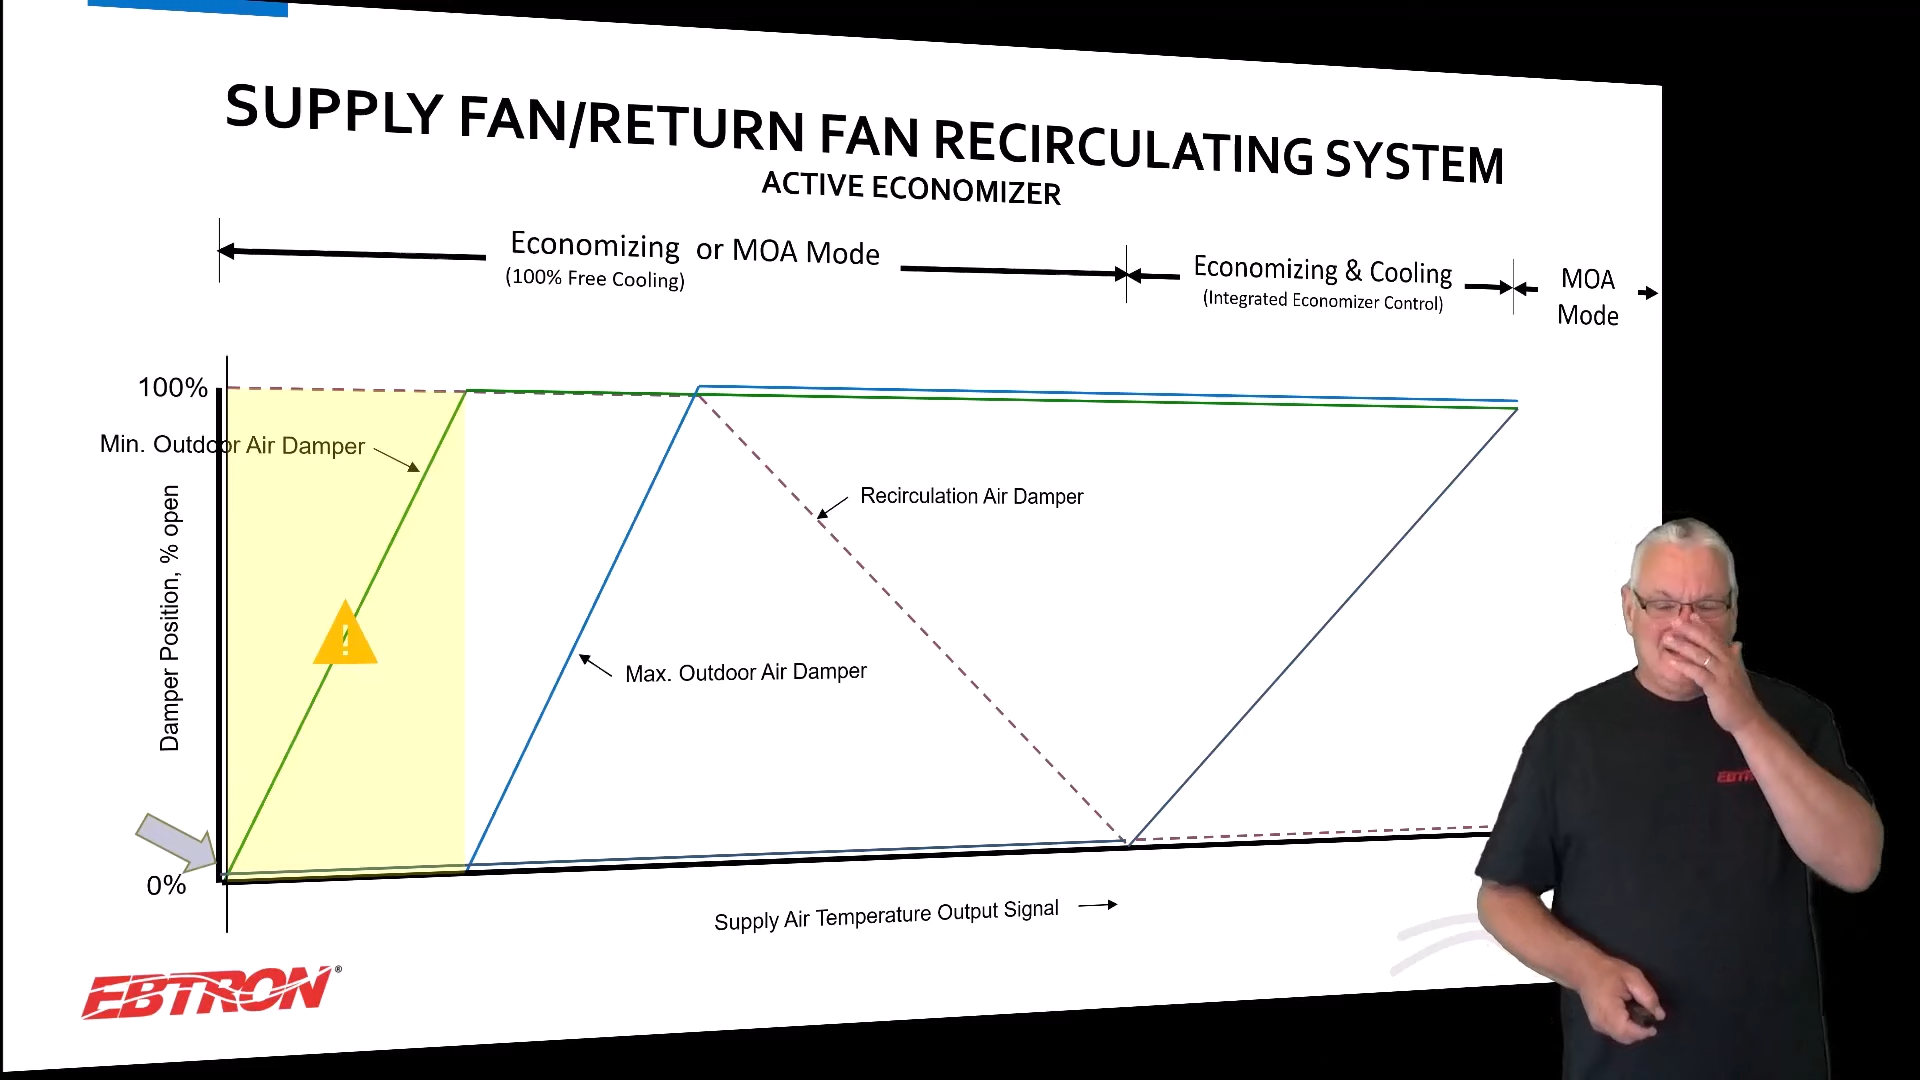 SUPPLY FAN/RETURN FAN RECIRCULATING SYSTEM
ACTIVE ECONOMIZER
Economizing or MOA Mode
(100% Free Cooling)
Economizing & Cooling
(Integrated Economizer Control)
MOA
Mode
100%
Min. Outdoor Air Damper
Recirculation Air Damper
Damper Position, % open
Max. Outdoor Air Damper
0%
Supply Air Temperature Output Signal
EBTRON®